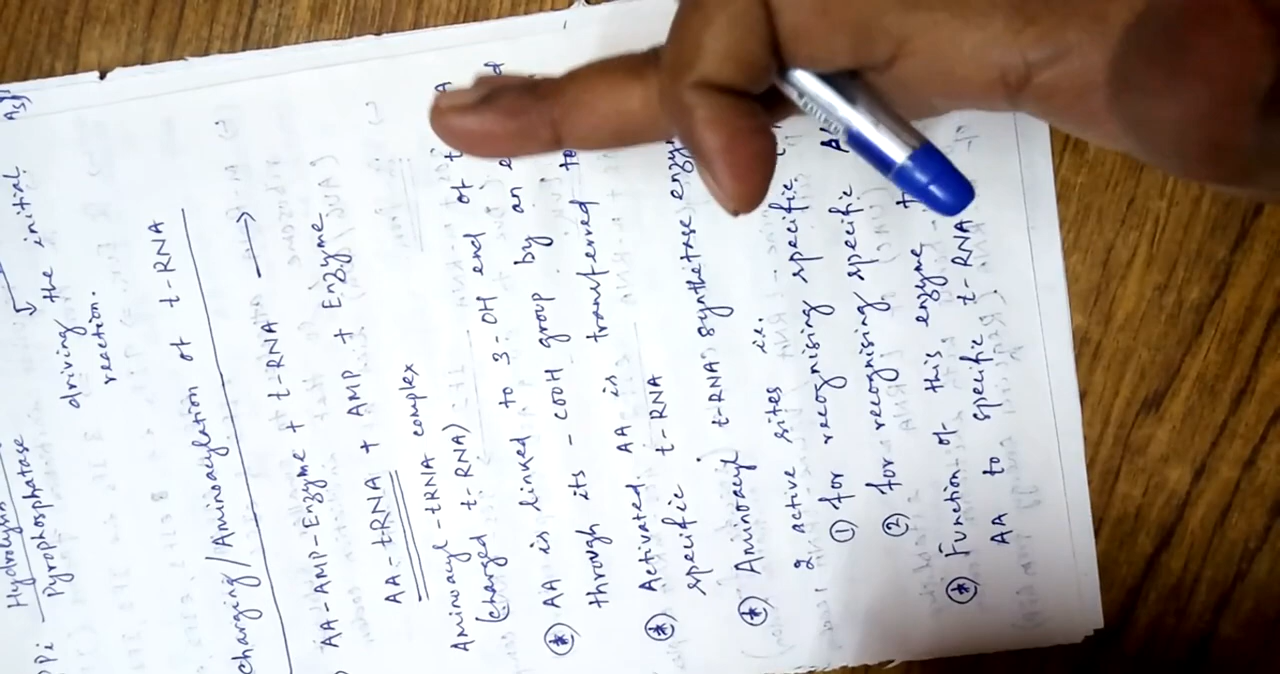 PPi Hydrolysis
Pyrophosphatase
driving the initial
reaction.
charging/Aminoacylation of t-RNA
AA-AMP-Enzyme + t-RNA →
AA-tRNA + AMP + Enzyme
Aminoacyl-tRNA complex
(charged t-RNA)
* AA is linked to 3-OH end of t
through its -COOH group by an
* Activated AA is transferred to
specific t-RNA
* Aminoacyl t-RNA synthetase enzy
2 active sites i.e.
① for recognising specific
② for recognising specific
* Function of this enzyme
AA to specific t-RNA